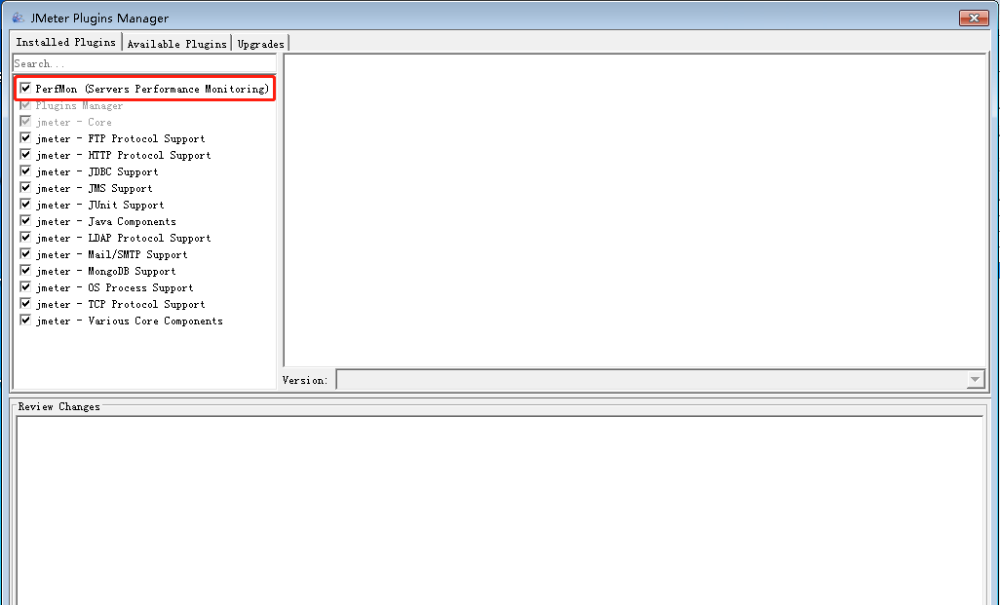 JMeter Plugins Manager
Installed Plugins
Available Plugins
Upgrades
Search...
PerfMon (Servers Performance Monitoring)
Plugins Manager
jmeter - Core
jmeter - FTP Protocol Support
jmeter - HTTP Protocol Support
jmeter - JDBC Support
jmeter - JMS Support
jmeter - JUnit Support
jmeter - Java Components
jmeter - LDAP Protocol Support
jmeter - Mail/SMTP Support
jmeter - MongoDB Support
jmeter - OS Process Support
jmeter - TCP Protocol Support
jmeter - Various Core Components
Version:
Review Changes